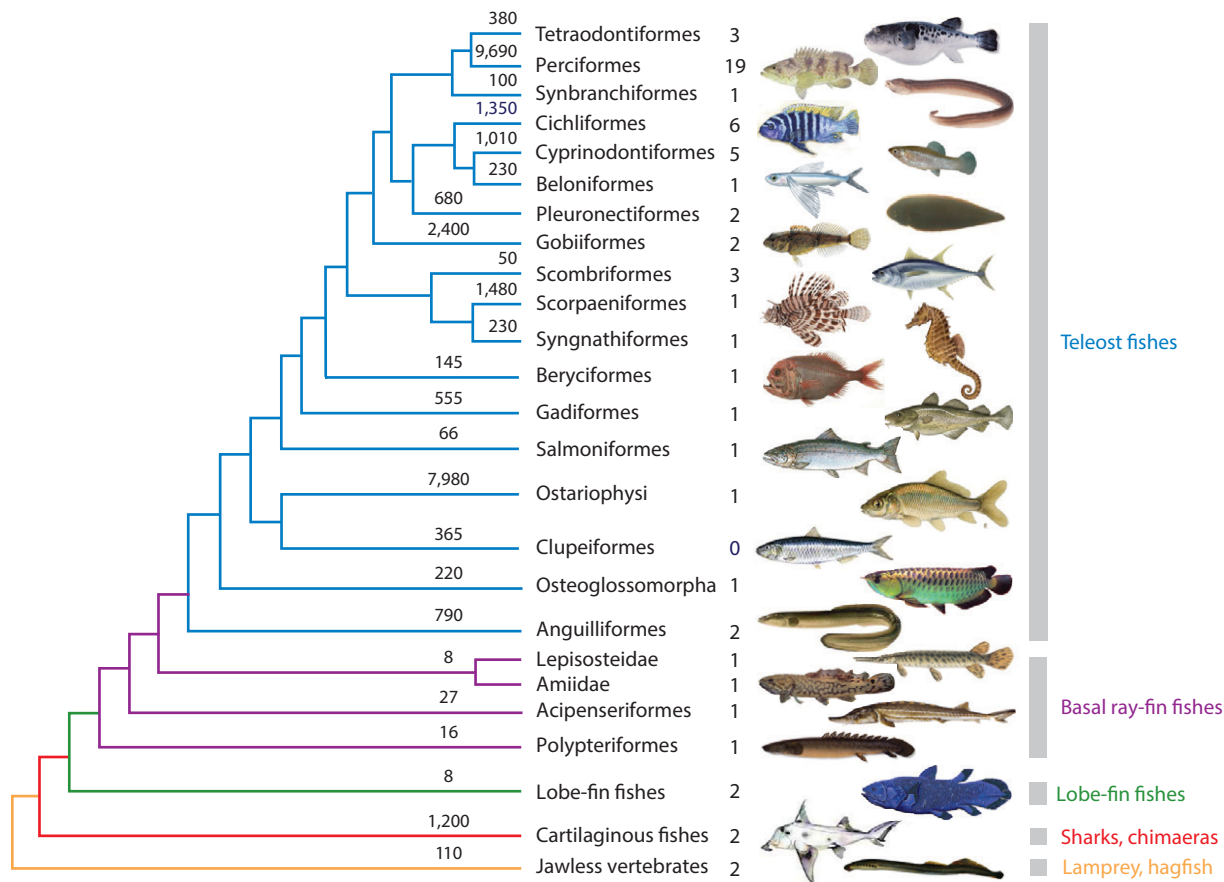 380
Tetraodontiformes 3
9,690
Perciformes 19
100
Synbranchiformes 1
1,350
Cichliformes 6
1,010
Cyprinodontiformes 5
230
Beloniformes 1
680
Pleuronectiformes 2
2,400
Gobiiformes 2
50
Scombriformes 3
1,480
Scorpaeniformes 1
230
Syngnathiformes 1
Teleost fishes
145
Beryciformes 1
555
Gadiformes 1
66
Salmoniformes 1
7,980
Ostariophysi 1
365
Clupeiformes 0
220
Osteoglossomorpha 1
790
Anguilliformes 2
8
Lepisosteidae 1
Amiidae 1
27
Acipenseriformes 1
Basal ray-fin fishes
16
Polypteriformes 1
8
Lobe-fin fishes 2
Lobe-fin fishes
1,200
Cartilaginous fishes 2
Sharks, chimaeras
110
Jawless vertebrates 2
Lamprey, hagfish